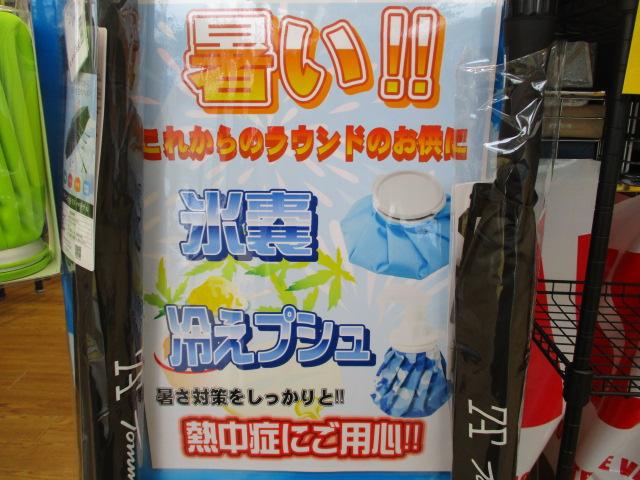 暑い!!
これからのラウンドのお供に
氷嚢
冷えプシュ
暑さ対策をしっかりと!!
熱中症にご用心!!